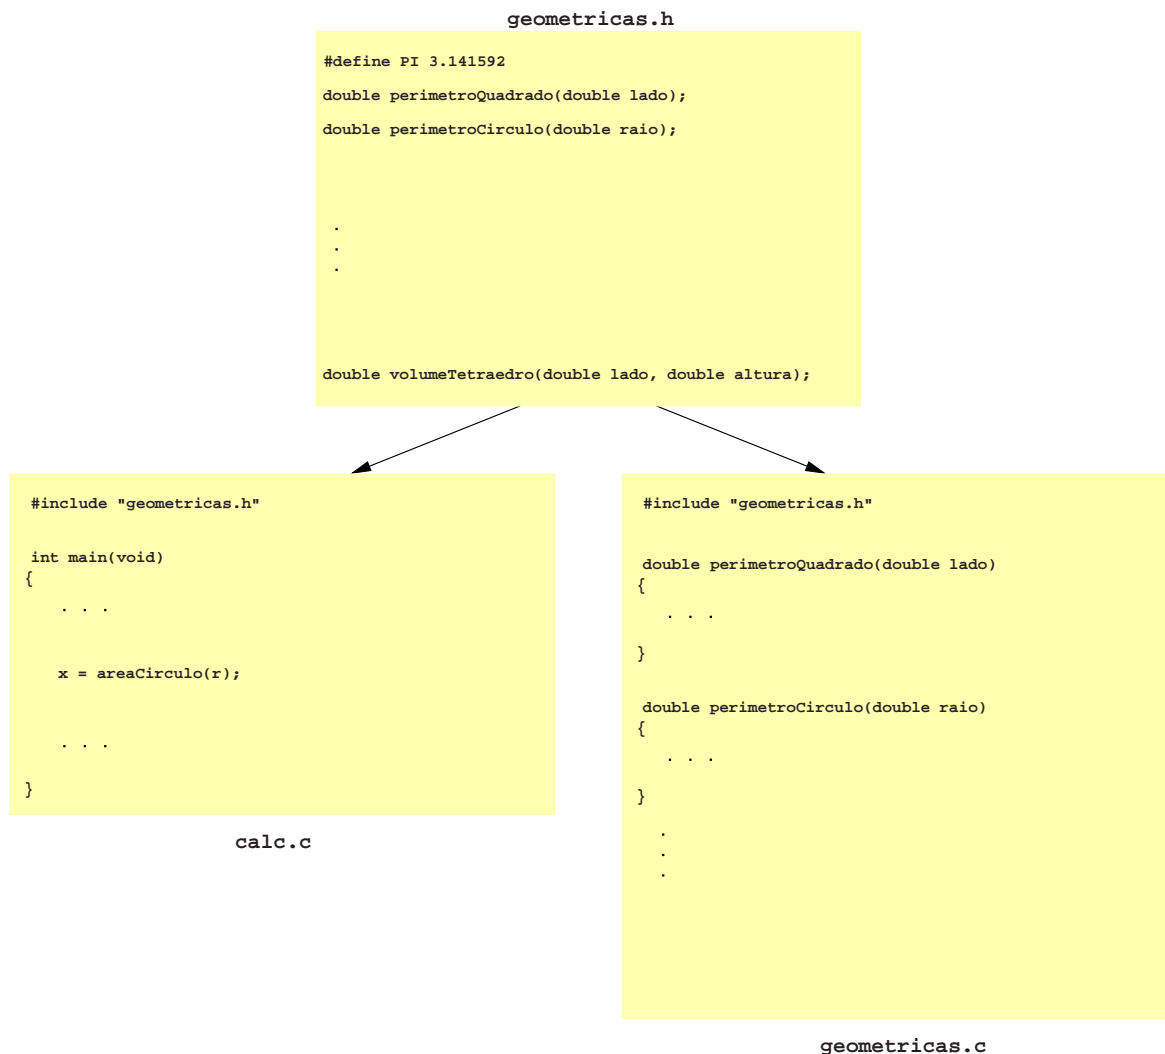 geometricas.h
#define PI 3.141592
double perimetroQuadrado(double lado);
double perimetroCirculo(double raio);
.
.
.
double volumeTetraedro(double lado, double altura);
#include "geometricas.h"
int main(void)
{
. . .
x = areaCirculo(r);
. . .
}
calc.c
#include "geometricas.h"
double perimetroQuadrado(double lado)
{
. . .
}
double perimetroCirculo(double raio)
{
. . .
}
.
.
.
geometricas.c